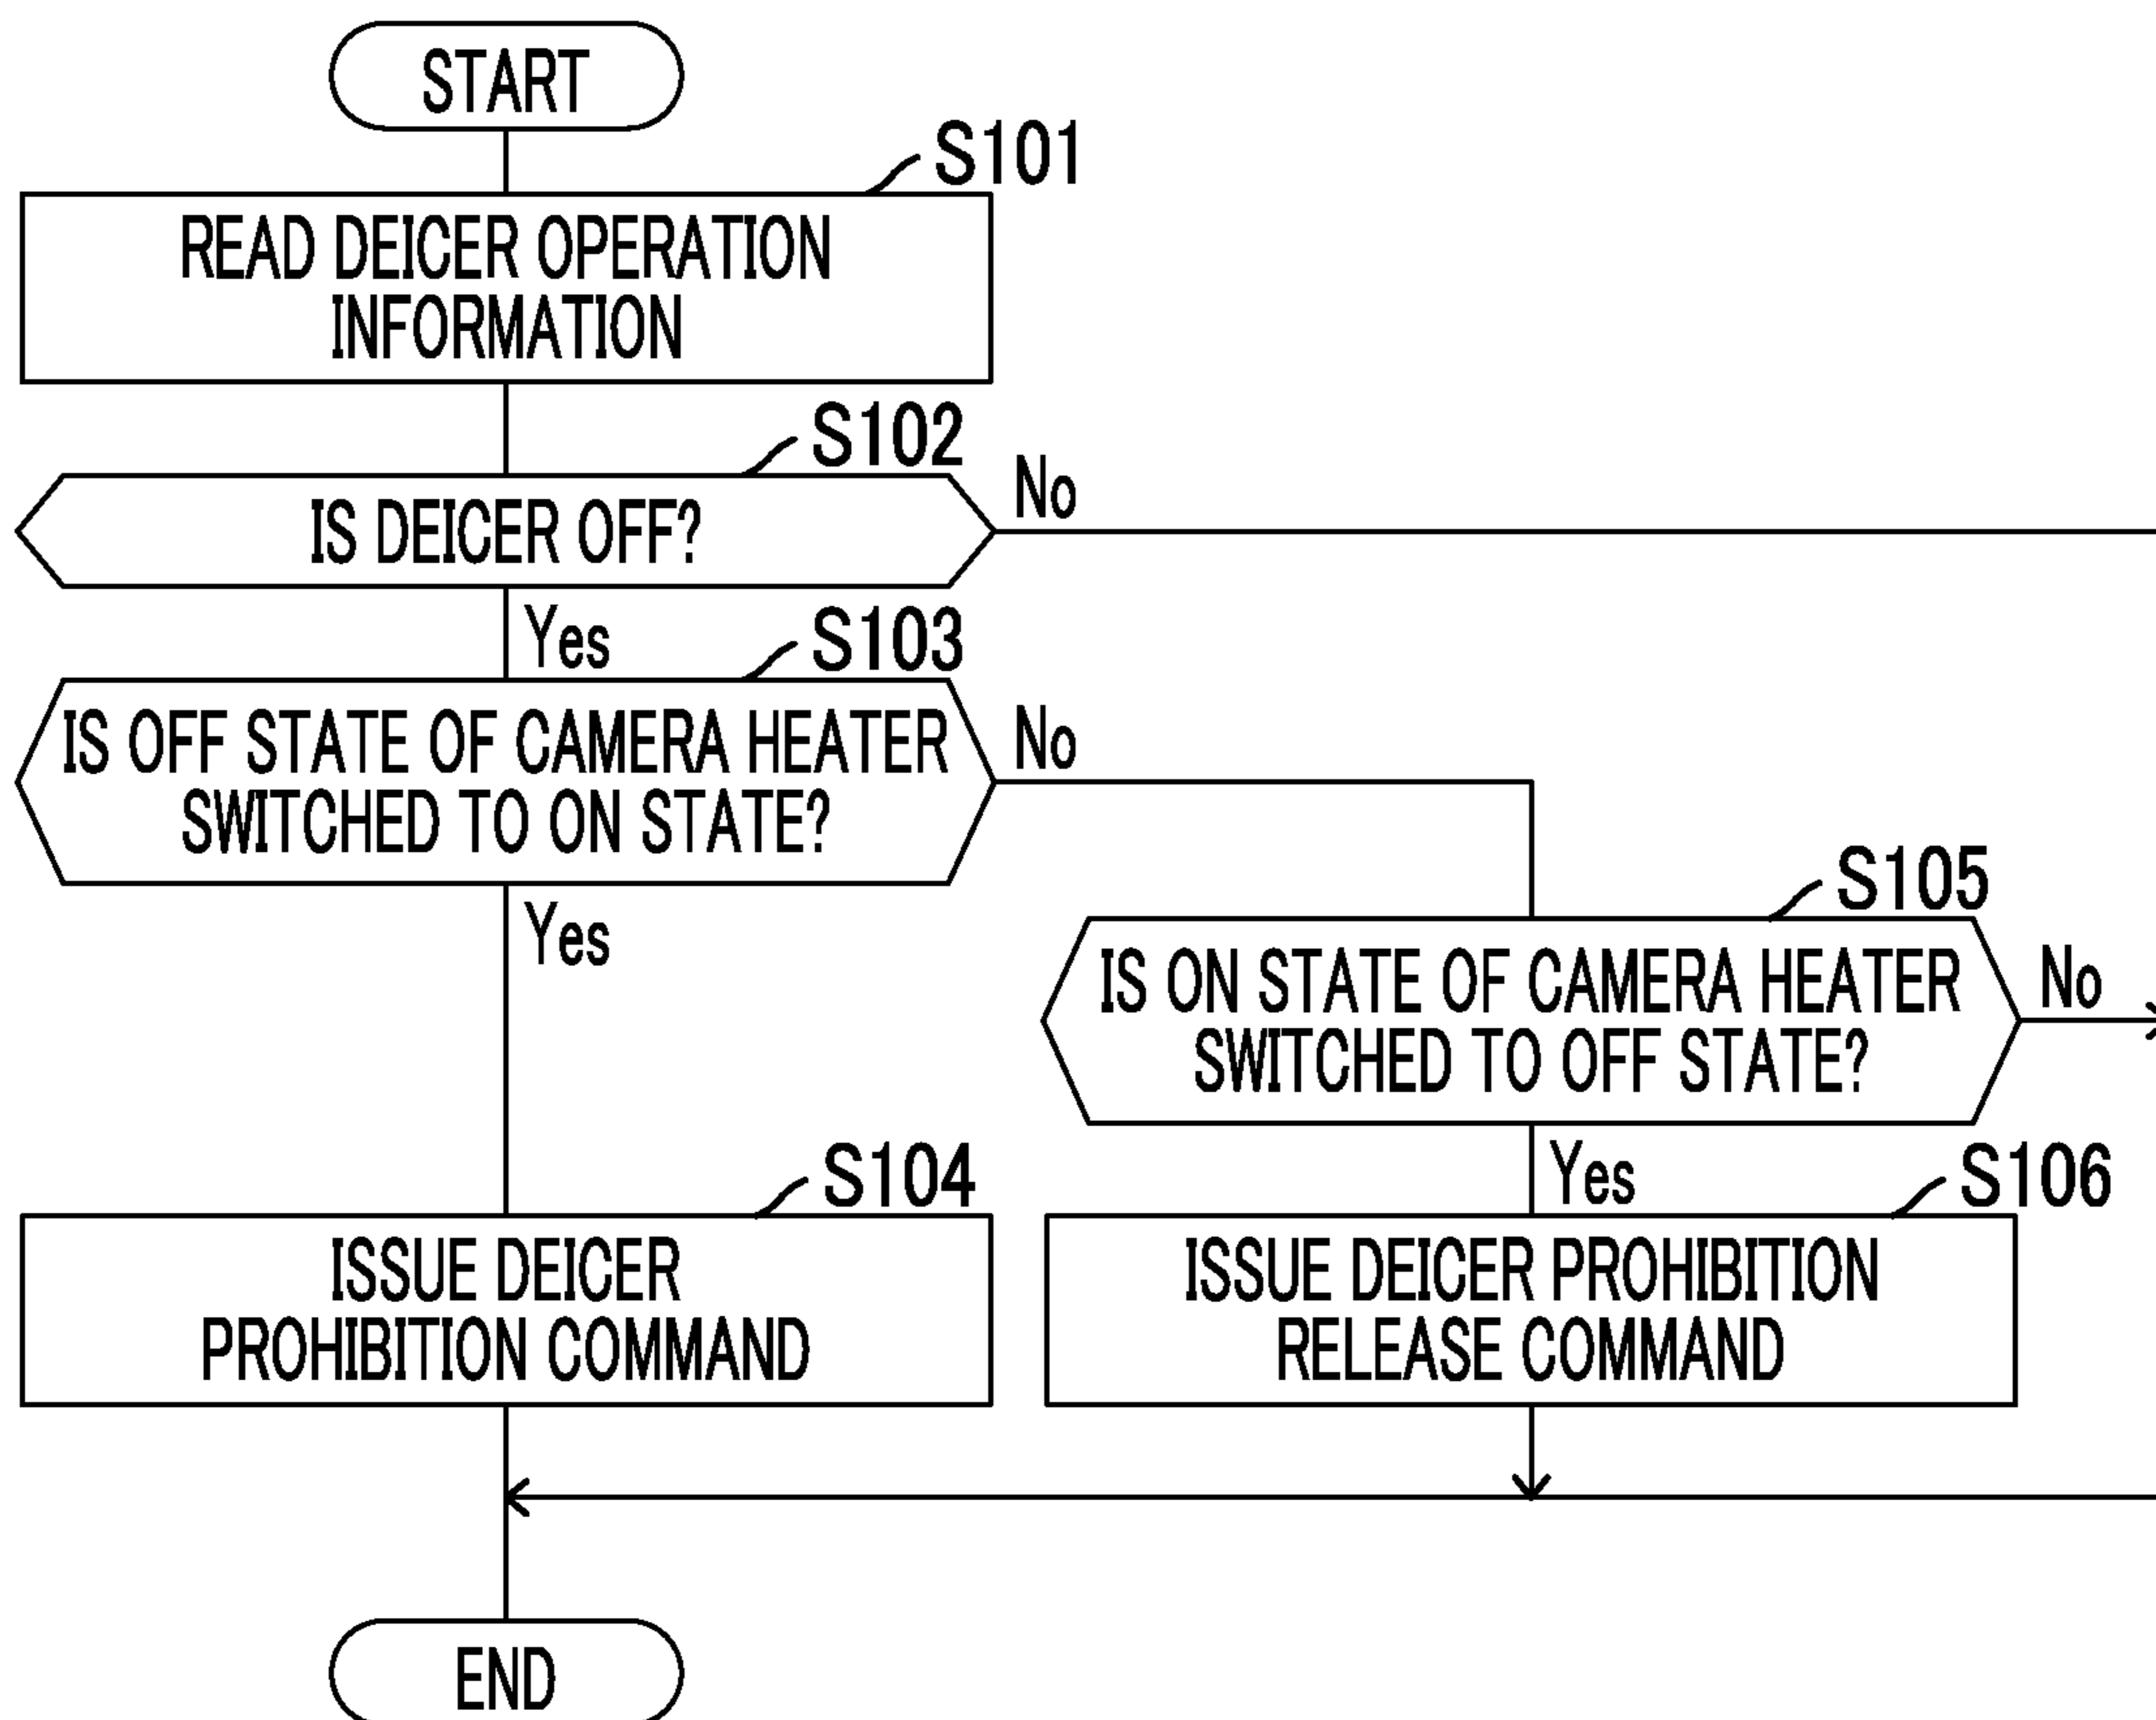 START
S101
READ DEICER OPERATION
INFORMATION
S102
IS DEICER OFF?
No
Yes
S103
IS OFF STATE OF CAMERA HEATER
SWITCHED TO ON STATE?
No
Yes
S105
IS ON STATE OF CAMERA HEATER
SWITCHED TO OFF STATE?
No
Yes
S104
ISSUE DEICER
PROHIBITION COMMAND
S106
ISSUE DEICER PROHIBITION
RELEASE COMMAND
END